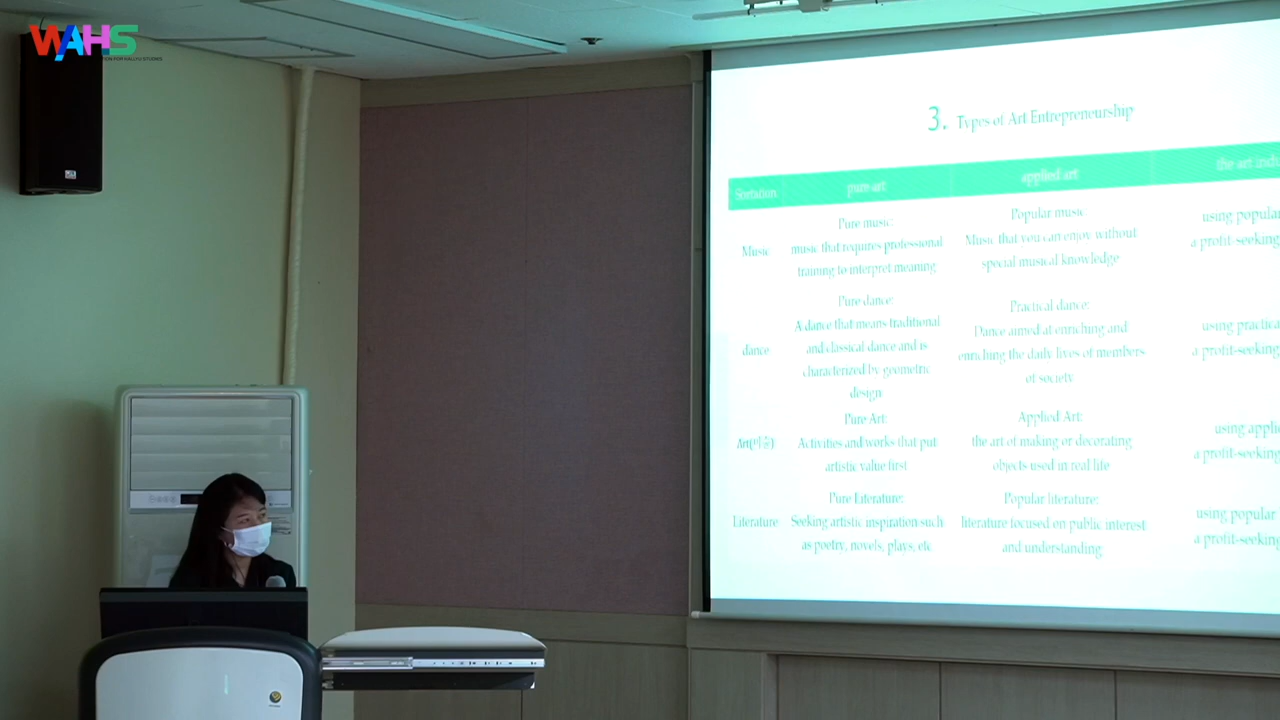 WAHS
3. Types of Art Entrepreneurship
Sortation pure art applied art the art
Music
Pure music:
music that requires professional
training to interpret meaning
Popular music
Music that you can enjoy without
special musical knowledge
using popular
a profit-seeking
dance
Pure dance:
A dance that means traditional
and classical dance and is
characterized by geometric
design
Practical dance:
Dance aimed at enriching and
enriching the daily lives of members
of society
using
a profit-seeking
Pure Art:
Activities and works that put
artistic value first
Applied Art:
the art of making or decorating
objects used in real life
using
a profit-seeking
Literature
Pure Literature:
Seeking artistic inspiration such
as poetry, novels, plays, etc
Popular literature:
literature focused on public interest
and understanding
using popular
a profit-seeking